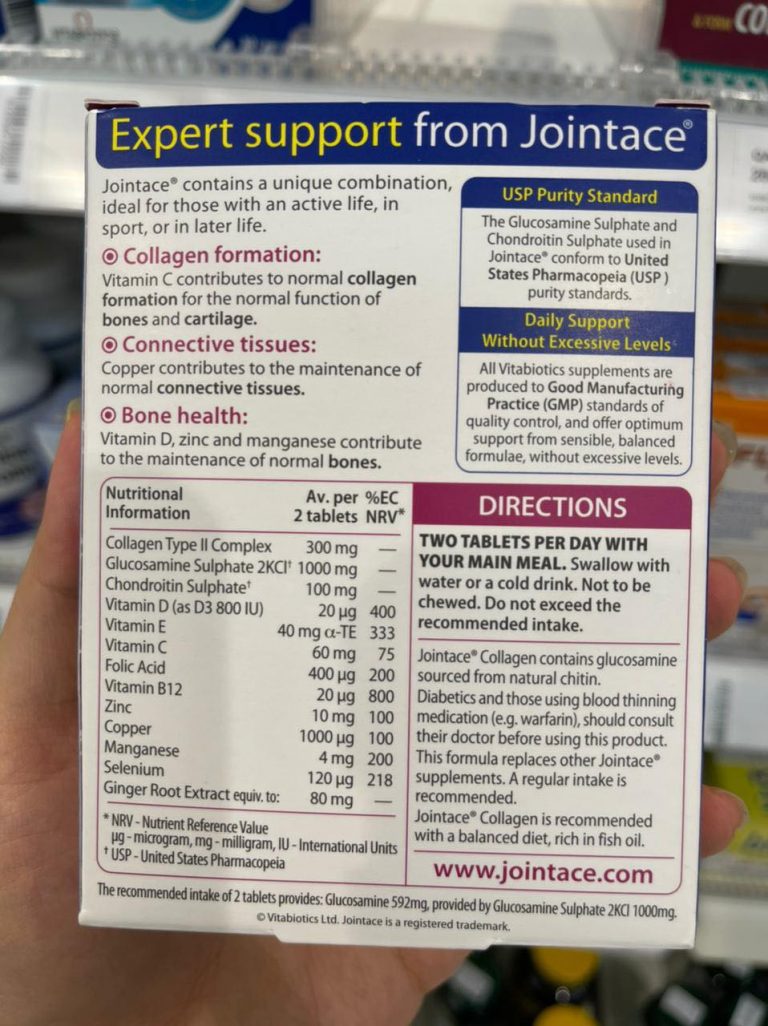 Expert support from Jointace®
Jointace® contains a unique combination,
ideal for those with an active life, in
sport, or in later life.
Collagen formation:
Vitamin C contributes to normal collagen
formation for the normal function of
bones and cartilage.
Connective tissues:
Copper contributes to the maintenance of
normal connective tissues.
Bone health:
Vitamin D, zinc and manganese contribute
to the maintenance of normal bones.
USP Purity Standard
The Glucosamine Sulphate and
Chondroitin Sulphate used in
Jointace® conform to United
States Pharmacopeia (USP )
purity standards.
Daily Support
Without Excessive Levels
All Vitabiotics supplements are
produced to Good Manufacturing
Practice (GMP) standards of
quality control, and offer optimum
support from sensible, balanced
formulae, without excessive levels.
Nutritional Av. per %EC
Information 2 tablets NRV*
Collagen Type II Complex 300 mg —
Glucosamine Sulphate 2KCl† 1000 mg —
Chondroitin Sulphate† 100 mg —
Vitamin D (as D3 800 IU) 20 µg 400
Vitamin E 40 mg α-TE 333
Vitamin C 60 mg 75
Folic Acid 400 µg 200
Vitamin B12 20 µg 800
Zinc 10 mg 100
Copper 1000 µg 100
Manganese 4 mg 200
Selenium 120 µg 218
Ginger Root Extract equiv. to: 80 mg —
* NRV - Nutrient Reference Value
µg - microgram, mg - milligram, IU - International Units
† USP - United States Pharmacopeia
DIRECTIONS
TWO TABLETS PER DAY WITH
YOUR MAIN MEAL. Swallow with
water or a cold drink. Not to be
chewed. Do not exceed the
recommended intake.
Jointace® Collagen contains glucosamine
sourced from natural chitin.
Diabetics and those using blood thinning
medication (e.g. warfarin), should consult
their doctor before using this product.
This formula replaces other Jointace®
supplements. A regular intake is
recommended.
Jointace® Collagen is recommended
with a balanced diet, rich in fish oil.
www.jointace.com
The recommended intake of 2 tablets provides: Glucosamine 592mg, provided by Glucosamine Sulphate 2KCl 1000mg.
© Vitabiotics Ltd. Jointace is a registered trademark.